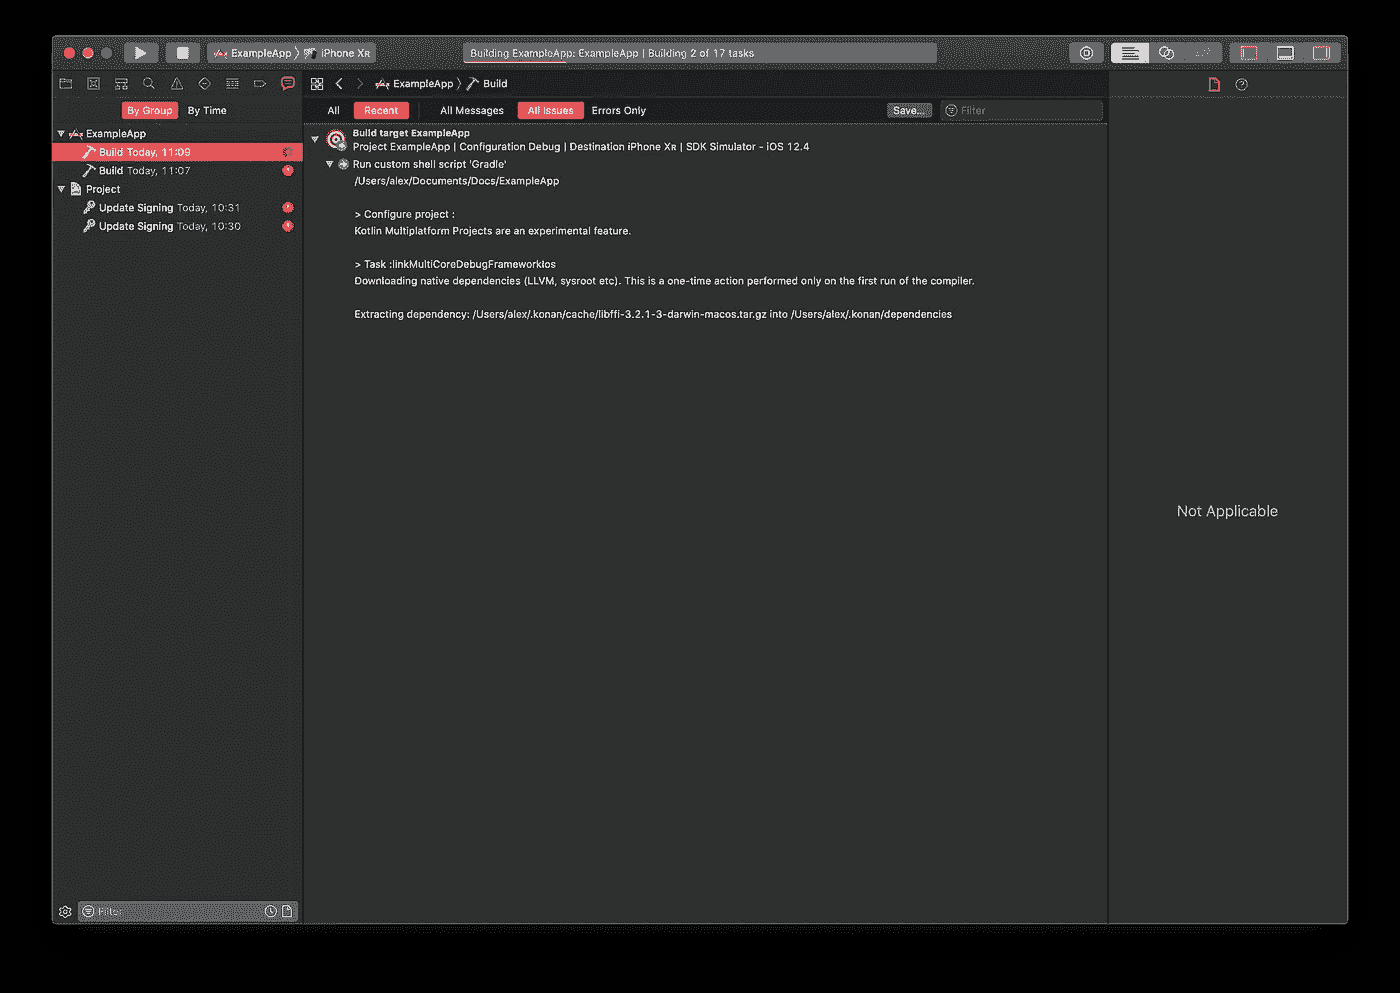 ExampleApp 〉 iPhone XR
Building ExampleApp: ExampleApp | Building 2 of 17 tasks
ExampleApp 〉 Build
By Group By Time
All Recent All Messages All Issues Errors Only Save... Filter
ExampleApp
Build Today, 11:09
Build Today, 11:07
Project
Update Signing Today, 10:31
Update Signing Today, 10:30
Build target ExampleApp
Project ExampleApp | Configuration Debug | Destination iPhone XR | SDK Simulator - iOS 12.4
Run custom shell script 'Gradle'
/Users/alex/Documents/Docs/ExampleApp
> Configure project :
Kotlin Multiplatform Projects are an experimental feature.
> Task :linkMultiCoreDebugFrameworkIos
Downloading native dependencies (LLVM, sysroot etc). This is a one-time action performed only on the first run of the compiler.
Extracting dependency: /Users/alex/.konan/cache/libffi-3.2.1-3-darwin-macos.tar.gz into /Users/alex/.konan/dependencies
Not Applicable
Filter